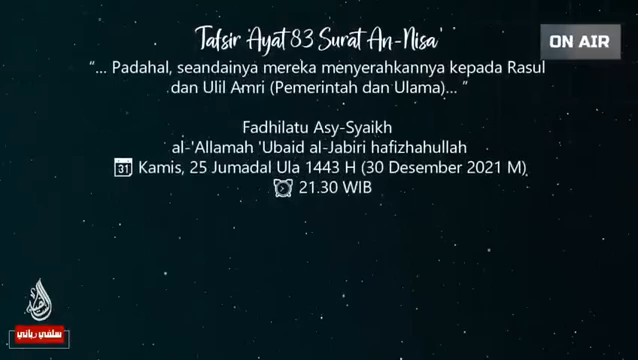 Tafsir Ayat 83 Surat An-Nisa'
ON AIR
“... Padahal, seandainya mereka menyerahkannya kepada Rasul
dan Ulil Amri (Pemerintah dan Ulama)... ”
Fadhilatu Asy-Syaikh
al-'Allamah 'Ubaid al-Jabiri hafizhahullah
31 Kamis, 25 Jumadal Ula 1443 H (30 Desember 2021 M)
21.30 WIB
سلفي رباني